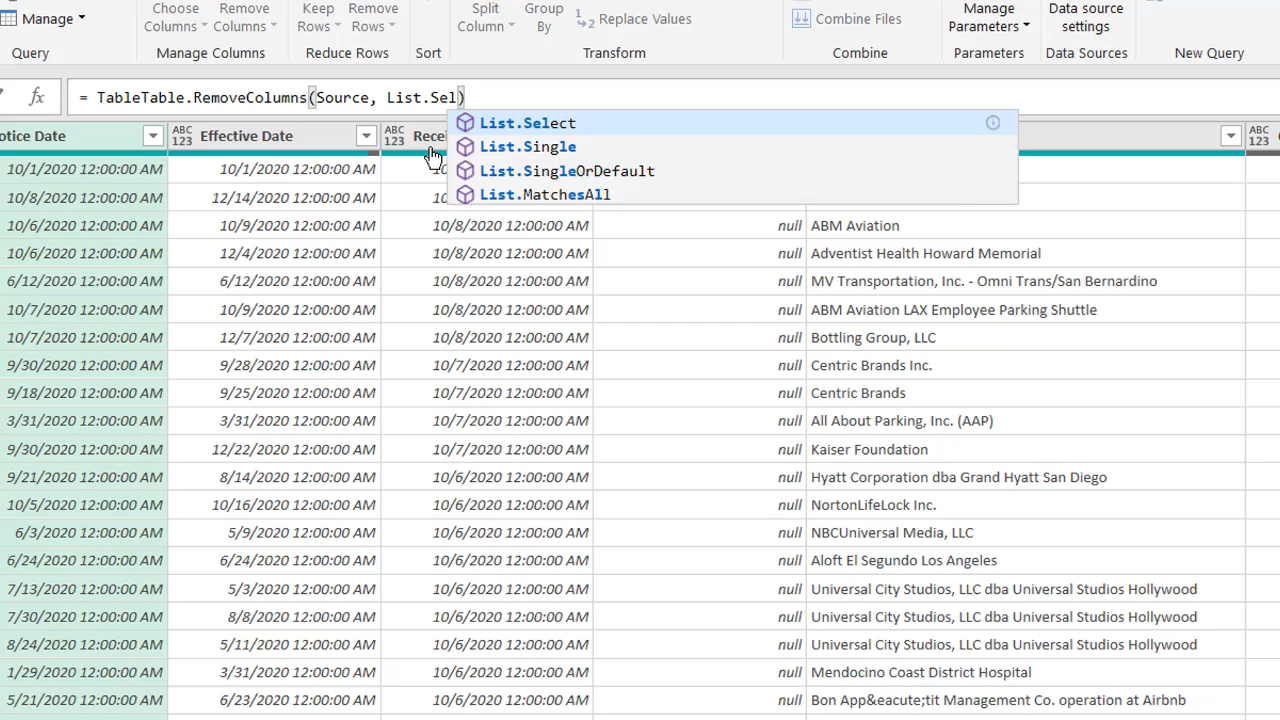 Choose Remove Keep Remove Split Group Manage Data source
Manage Columns Columns Rows Rows Column By 1 2 Replace Values Combine Files Parameters settings
Query Manage Columns Reduce Rows Sort Transform Combine Parameters Data Sources New Query
fx = TableTable.RemoveColumns(Source, List.Sel)
List.Select
otice Date ABC 123 Effective Date ABC 123 Recei
List.Single
10/1/2020 12:00:00 AM 10/1/2020 12:00:00 AM 10
List.SingleOrDefault
10/8/2020 12:00:00 AM 12/14/2020 12:00:00 AM 10
List.MatchesAll
10/6/2020 12:00:00 AM 10/9/2020 12:00:00 AM 10/8/2020 12:00:00 AM null ABM Aviation
10/6/2020 12:00:00 AM 12/4/2020 12:00:00 AM 10/8/2020 12:00:00 AM null Adventist Health Howard Memorial
6/12/2020 12:00:00 AM 6/12/2020 12:00:00 AM 10/8/2020 12:00:00 AM null MV Transportation, Inc. - Omni Trans/San Bernardino
10/7/2020 12:00:00 AM 10/9/2020 12:00:00 AM 10/8/2020 12:00:00 AM null ABM Aviation LAX Employee Parking Shuttle
10/7/2020 12:00:00 AM 12/7/2020 12:00:00 AM 10/8/2020 12:00:00 AM null Bottling Group, LLC
9/30/2020 12:00:00 AM 9/28/2020 12:00:00 AM 10/7/2020 12:00:00 AM null Centric Brands Inc.
9/18/2020 12:00:00 AM 9/25/2020 12:00:00 AM 10/7/2020 12:00:00 AM null Centric Brands
3/31/2020 12:00:00 AM 3/31/2020 12:00:00 AM 10/7/2020 12:00:00 AM null All About Parking, Inc. (AAP)
9/30/2020 12:00:00 AM 12/22/2020 12:00:00 AM 10/7/2020 12:00:00 AM null Kaiser Foundation
9/21/2020 12:00:00 AM 8/14/2020 12:00:00 AM 10/6/2020 12:00:00 AM null Hyatt Corporation dba Grand Hyatt San Diego
10/5/2020 12:00:00 AM 10/16/2020 12:00:00 AM 10/6/2020 12:00:00 AM null NortonLifeLock Inc.
6/3/2020 12:00:00 AM 5/9/2020 12:00:00 AM 10/6/2020 12:00:00 AM null NBCUniversal Media, LLC
6/24/2020 12:00:00 AM 6/24/2020 12:00:00 AM 10/6/2020 12:00:00 AM null Aloft El Segundo Los Angeles
7/13/2020 12:00:00 AM 5/3/2020 12:00:00 AM 10/6/2020 12:00:00 AM null Universal City Studios, LLC dba Universal Studios Hollywood
7/30/2020 12:00:00 AM 8/8/2020 12:00:00 AM 10/6/2020 12:00:00 AM null Universal City Studios, LLC dba Universal Studios Hollywood
8/24/2020 12:00:00 AM 5/11/2020 12:00:00 AM 10/6/2020 12:00:00 AM null Universal City Studios, LLC dba Universal Studios Hollywood
1/29/2020 12:00:00 AM 3/31/2020 12:00:00 AM 10/6/2020 12:00:00 AM null Mendocino Coast District Hospital
5/21/2020 12:00:00 AM 6/23/2020 12:00:00 AM 10/6/2020 12:00:00 AM null Bon App&eacute;tit Management Co. operation at Airbnb